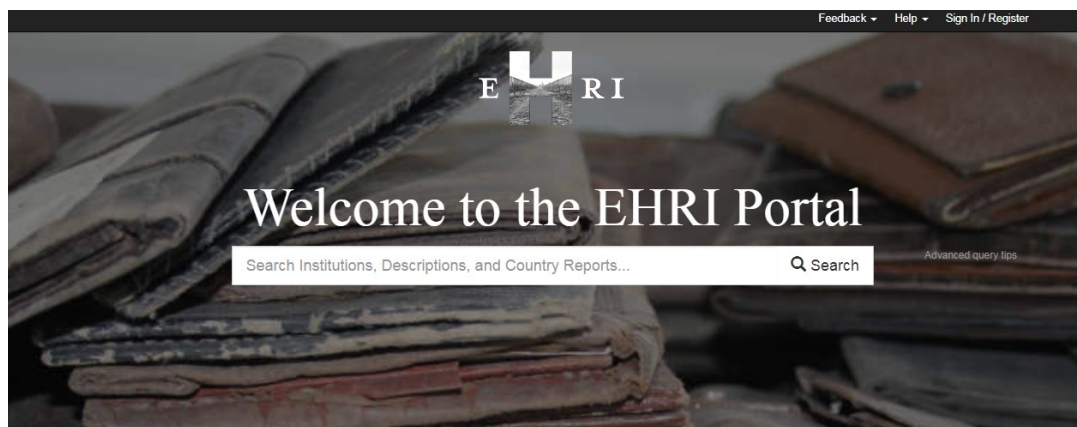 Feedback Help Sign In / Register
EHRI
Welcome to the EHRI Portal
Search Institutions, Descriptions, and Country Reports... Search
Advanced query tips